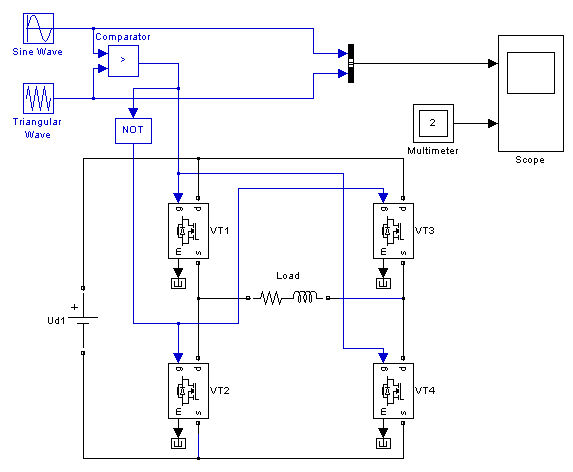 Comparator
Sine Wave
>
Triangular
Wave
NOT
2
Multimeter
Scope
g
D
VT1
m
s
g
D
VT3
m
s
Load
+
Ud1
g
D
VT2
m
s
g
D
VT4
m
s